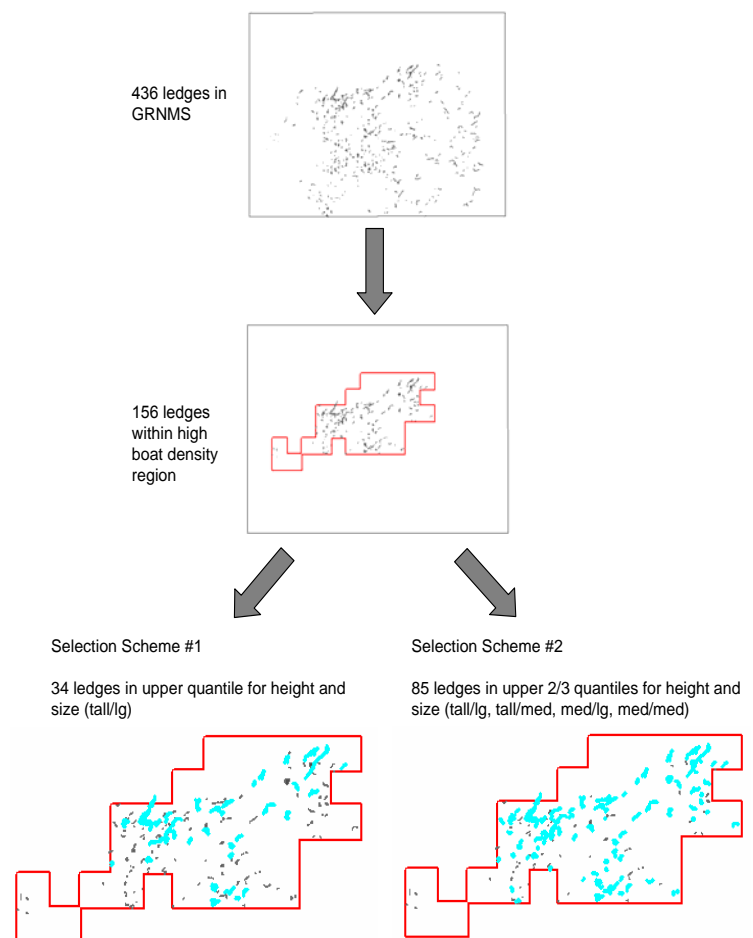 436 ledges in
GRNMS
156 ledges
within high
boat density
region
Selection Scheme #1
34 ledges in upper quantile for height and
size (tall/lg)
Selection Scheme #2
85 ledges in upper 2/3 quantiles for height and
size (tall/lg, tall/med, med/lg, med/med)